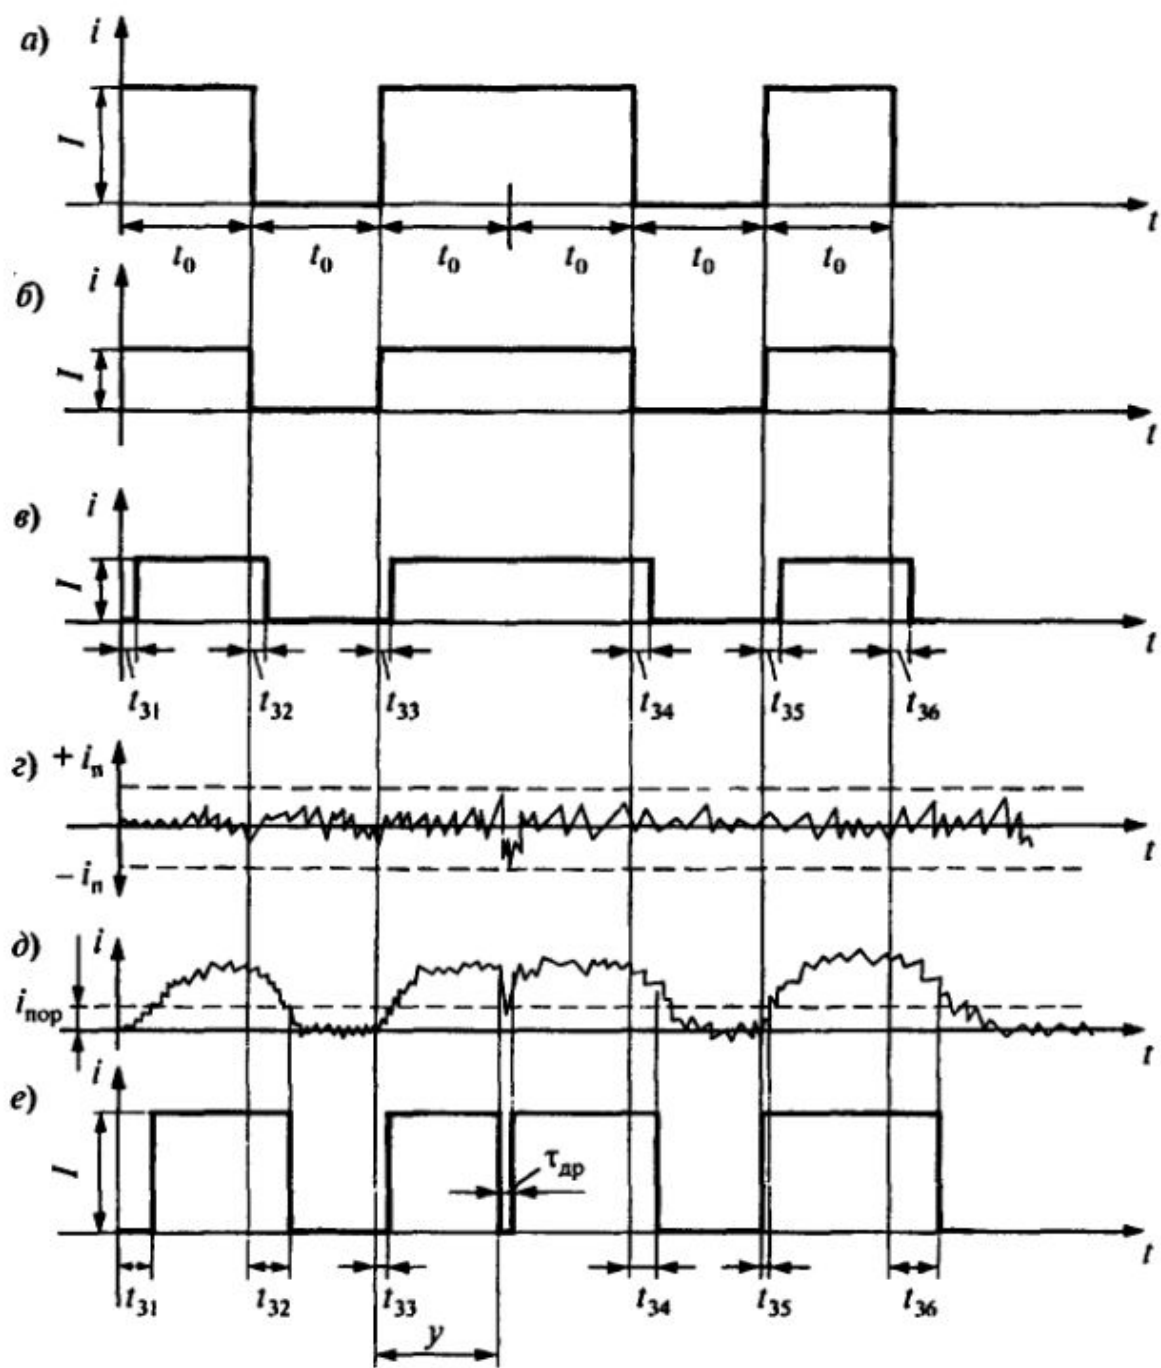 а) i
I
t
t₀ t₀ t₀ t₀ t₀ t₀
б) i
I
t
в) i
I
t
t₃₁ t₃₂ t₃₃ t₃₄ t₃₅ t₃₆
г) + iп
t
– iп
д) i
iпор
t
е) i
I
τдр
t
t₃₁ t₃₂ t₃₃ t₃₄ t₃₅ t₃₆
y